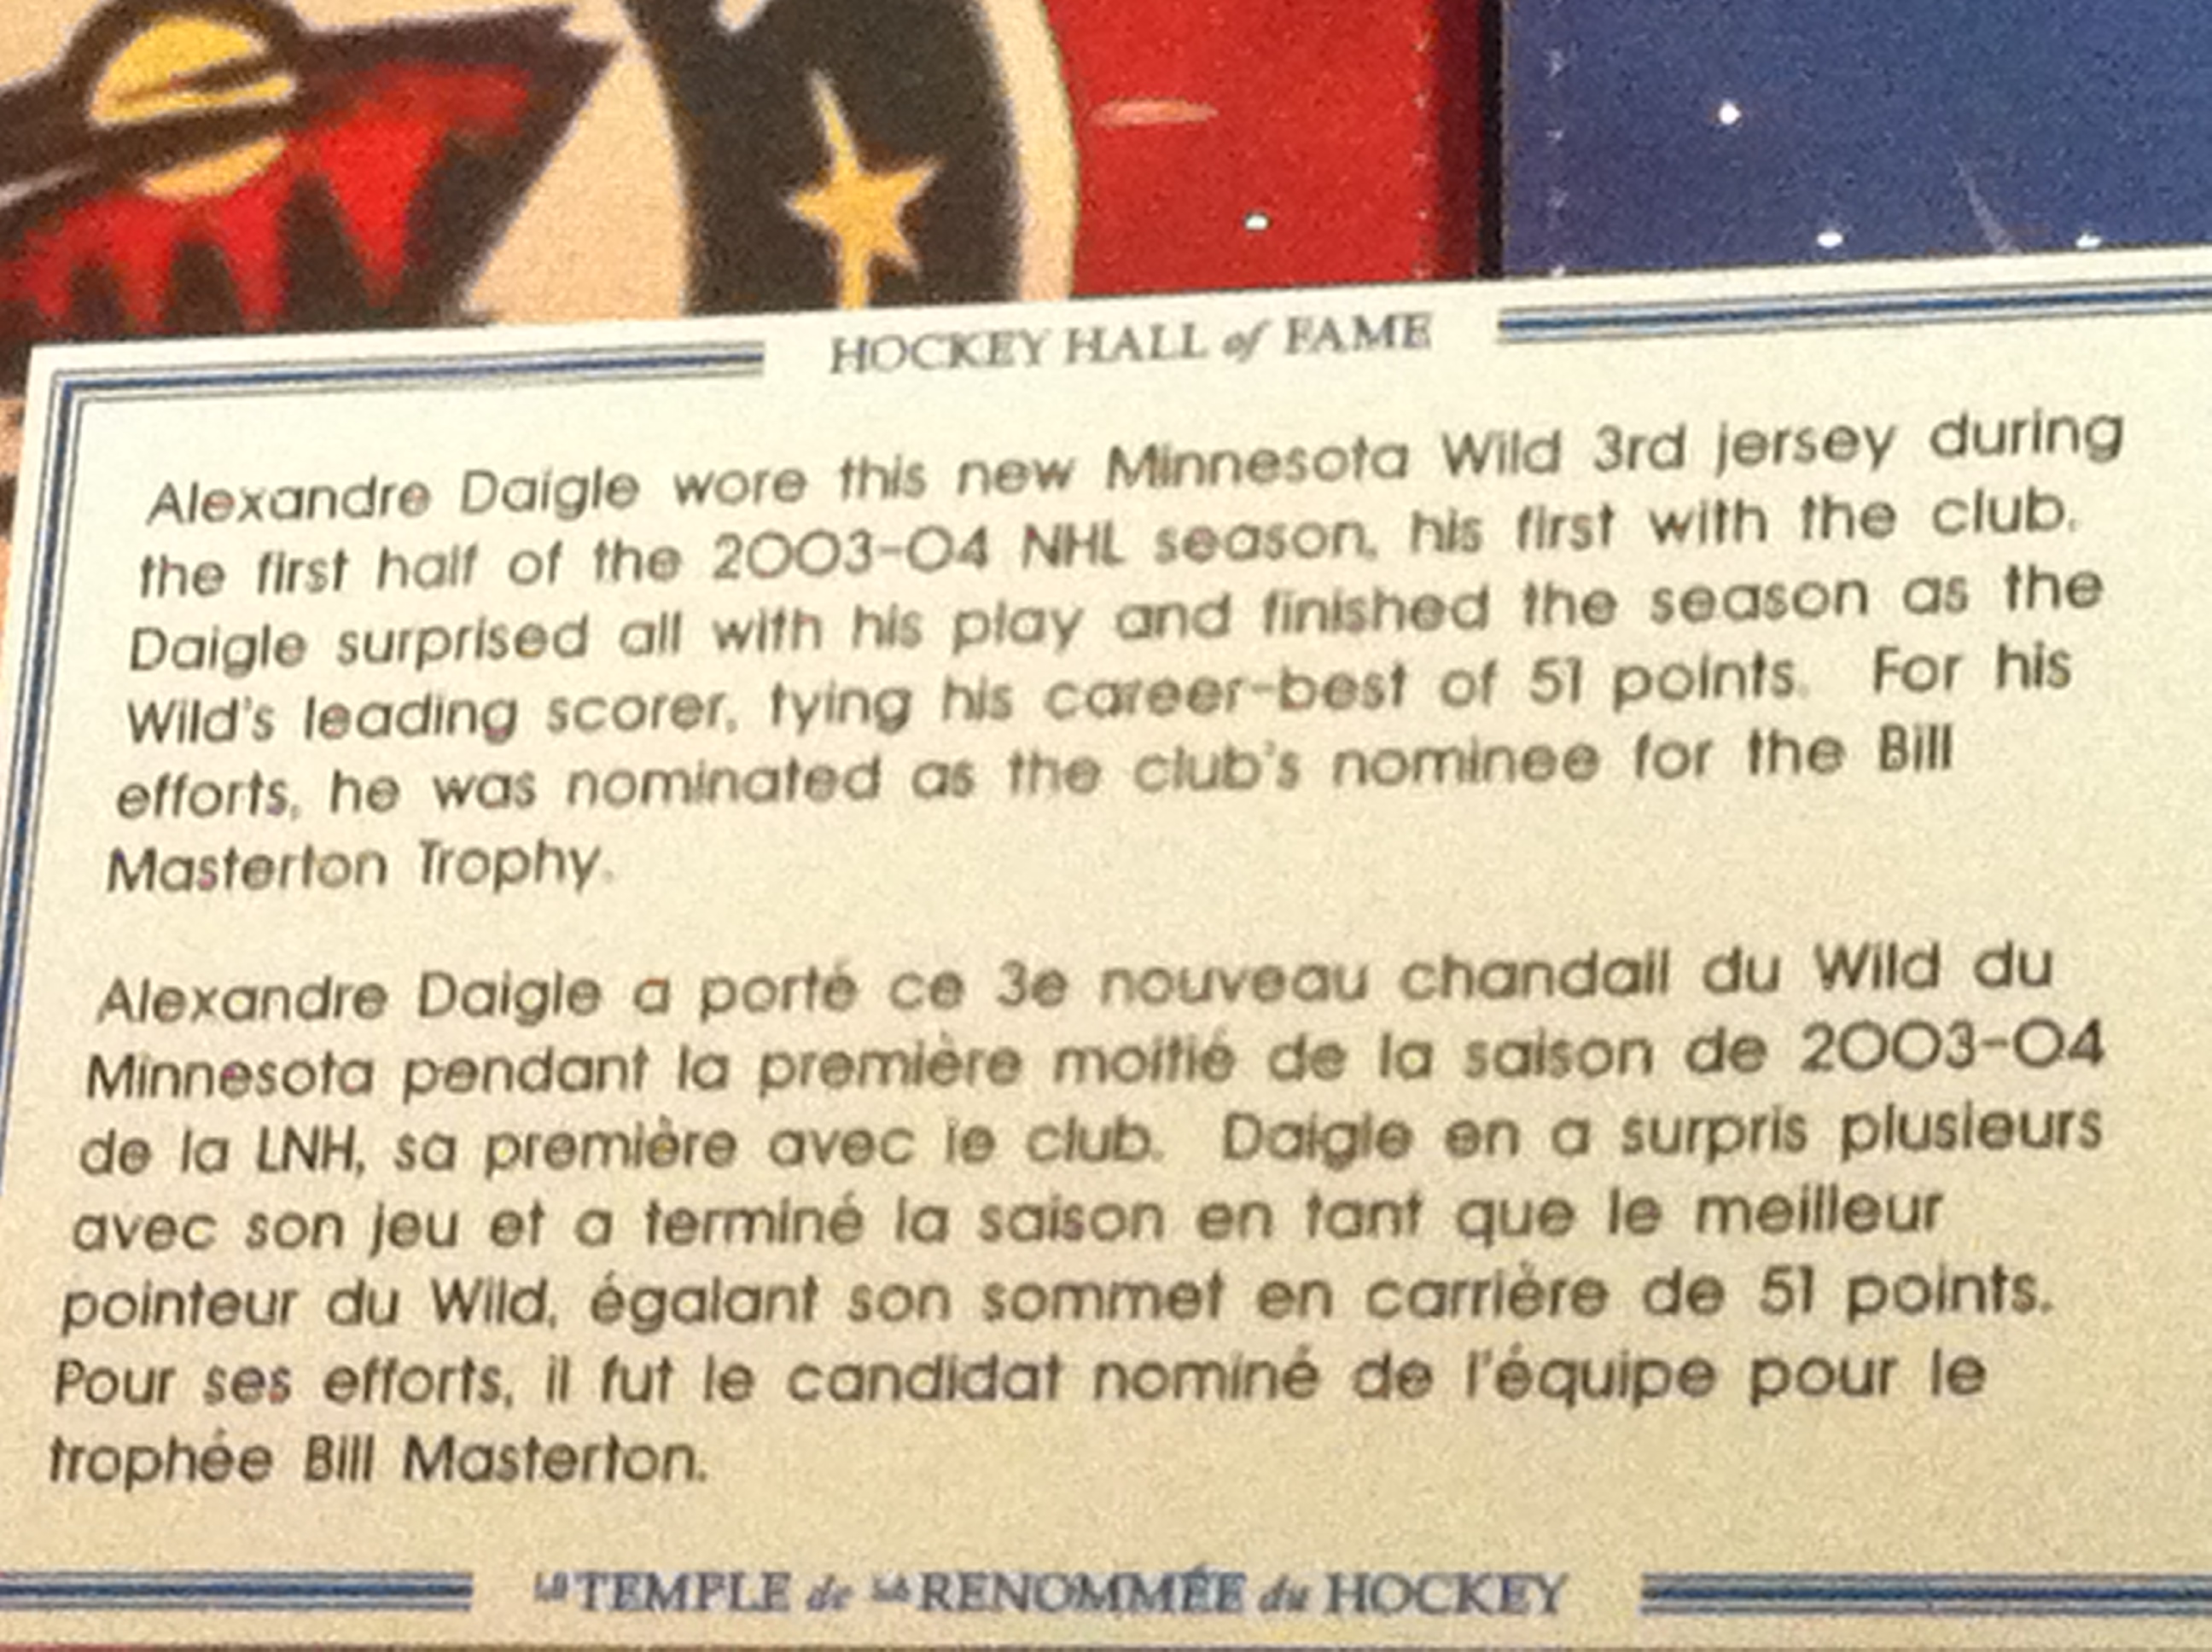 HOCKEY HALL of FAME
Alexandre Daigle wore this new Minnesota Wild 3rd jersey during
the first half of the 2003-04 NHL season, his first with the club.
Daigle surprised all with his play and finished the season as the
Wild's leading scorer, tying his career-best of 51 points. For his
efforts, he was nominated as the club's nominee for the Bill
Masterton Trophy.
Alexandre Daigle a porté ce 3e nouveau chandail du Wild du
Minnesota pendant la première moitié de la saison de 2003-04
de la LNH, sa première avec le club. Daigle en a surpris plusieurs
avec son jeu et a terminé la saison en tant que le meilleur
pointeur du Wild, égalant son sommet en carrière de 51 points.
Pour ses efforts, il fut le candidat nominé de l'équipe pour le
trophée Bill Masterton.
LE TEMPLE de LA RENOMMÉE du HOCKEY